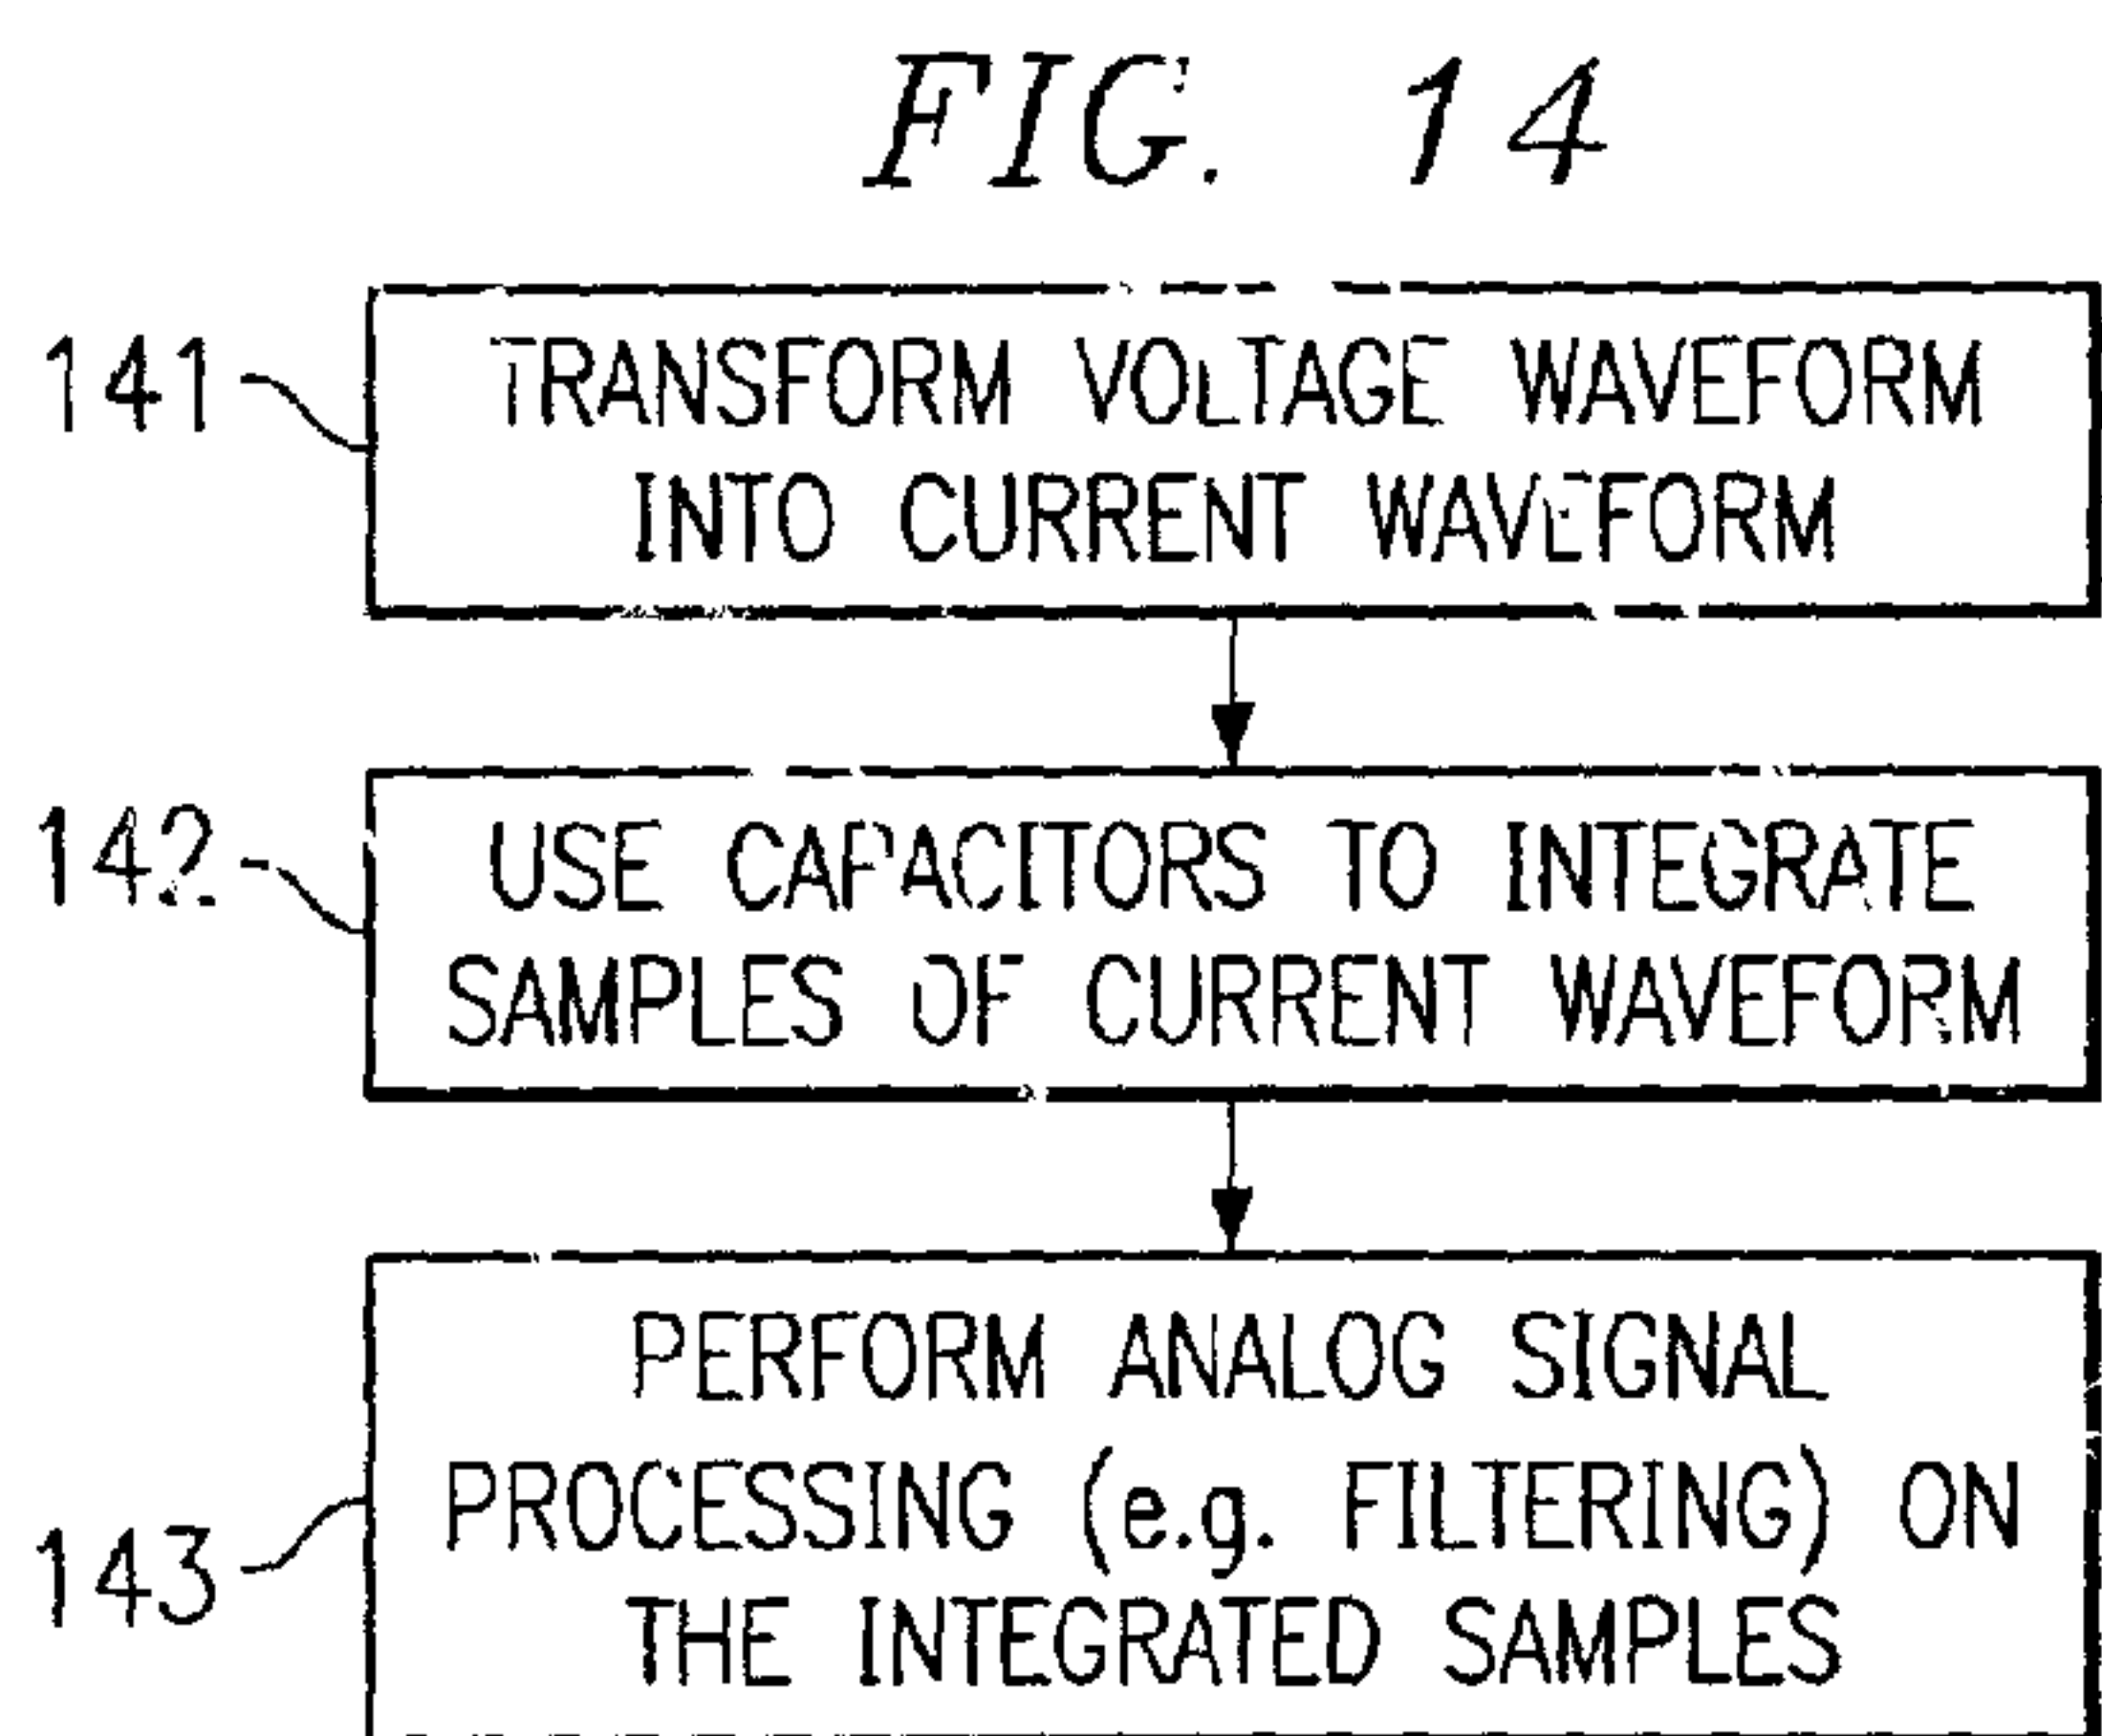 FIG. 14
141
TRANSFORM VOLTAGE WAVEFORM
INTO CURRENT WAVEFORM
142
USE CAPACITORS TO INTEGRATE
SAMPLES OF CURRENT WAVEFORM
143
PERFORM ANALOG SIGNAL
PROCESSING (e.g. FILTERING) ON
THE INTEGRATED SAMPLES